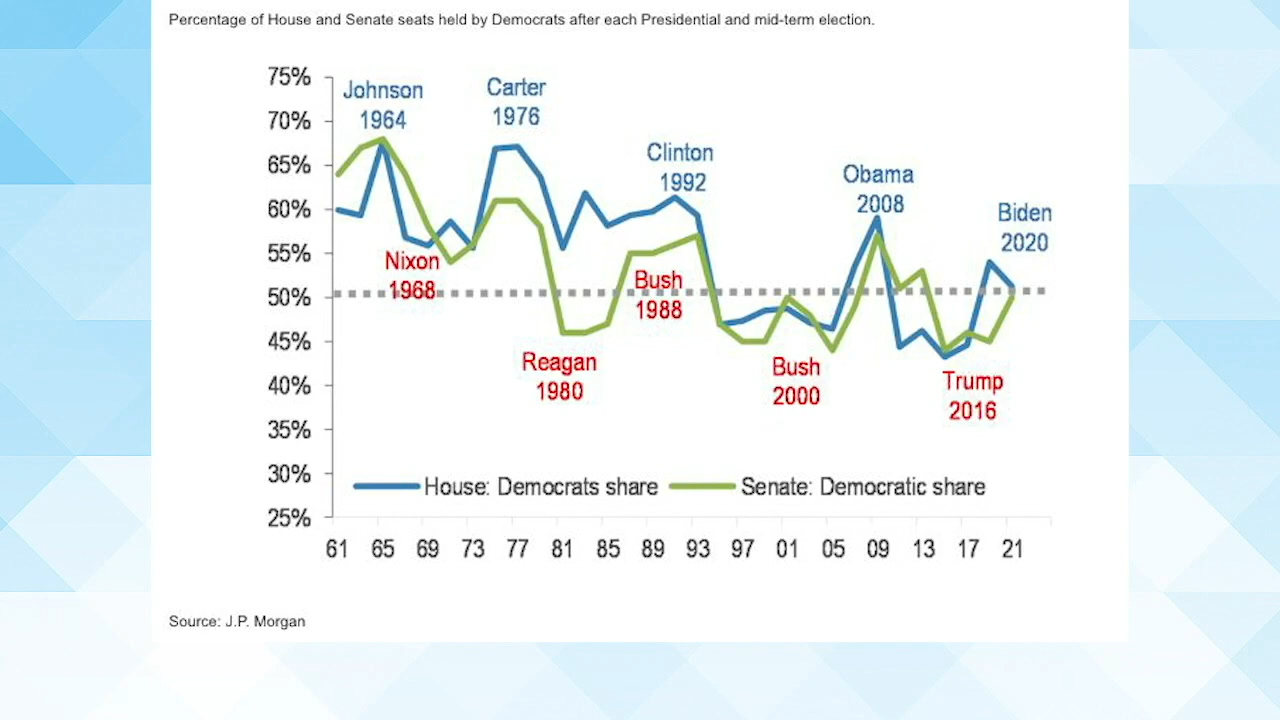 Percentage of House and Senate seats held by Democrats after each Presidential and mid-term election.
75%
70%
65%
60%
55%
50%
45%
40%
35%
30%
25%
Johnson
1964
Carter
1976
Clinton
1992
Obama
2008
Biden
2020
Nixon
1968
Bush
1988
Reagan
1980
Bush
2000
Trump
2016
House: Democrats share
Senate: Democratic share
61 65 69 73 77 81 85 89 93 97 01 05 09 13 17 21
Source: J.P. Morgan